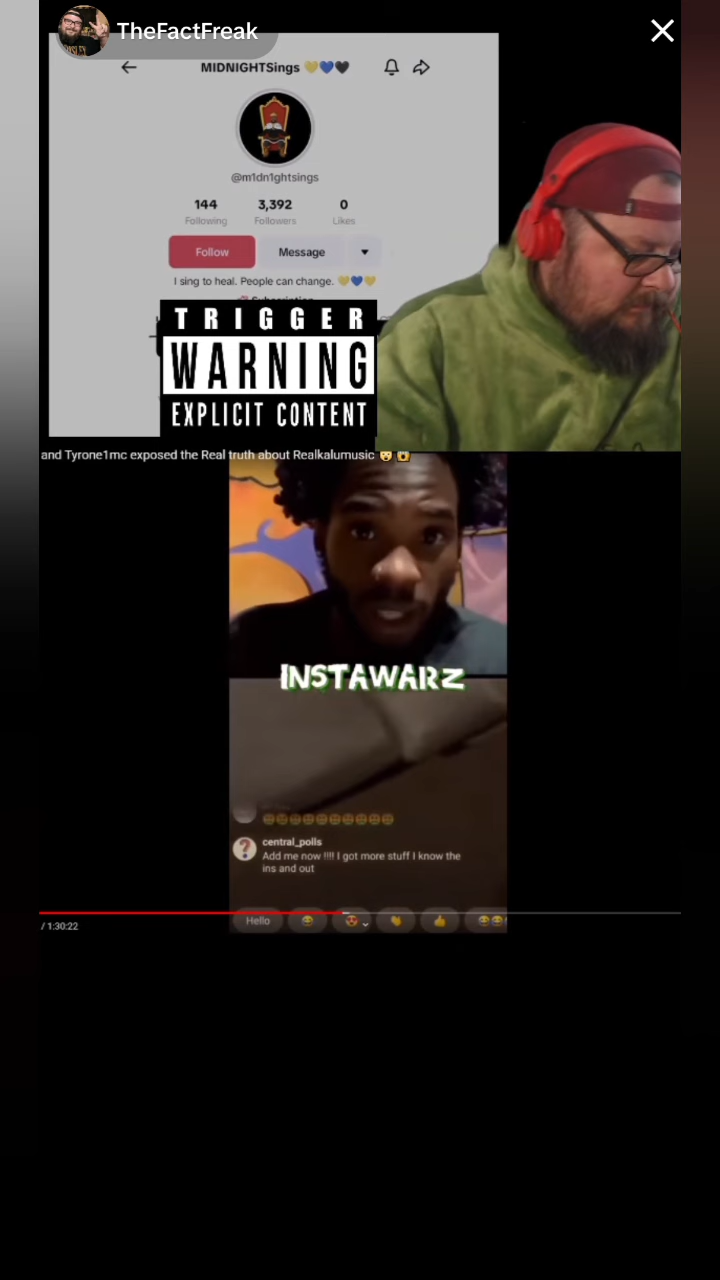 TheFactFreak
MIDNIGHTSings 💛💙🖤
@m1dn1ghtsings
144
3,392
0
Following
Followers
Likes
Follow
Message
I sing to heal. People can change. 💛💙💛
Subscription
TRIGGER
WARNING
EXPLICIT CONTENT
and Tyrone1mc exposed the Real truth about Realkalumusic 😲😱
INSTAWARZ
central_polls
Add me now !!!! I got more stuff I know the
ins and out
Hello
/ 1:30:22